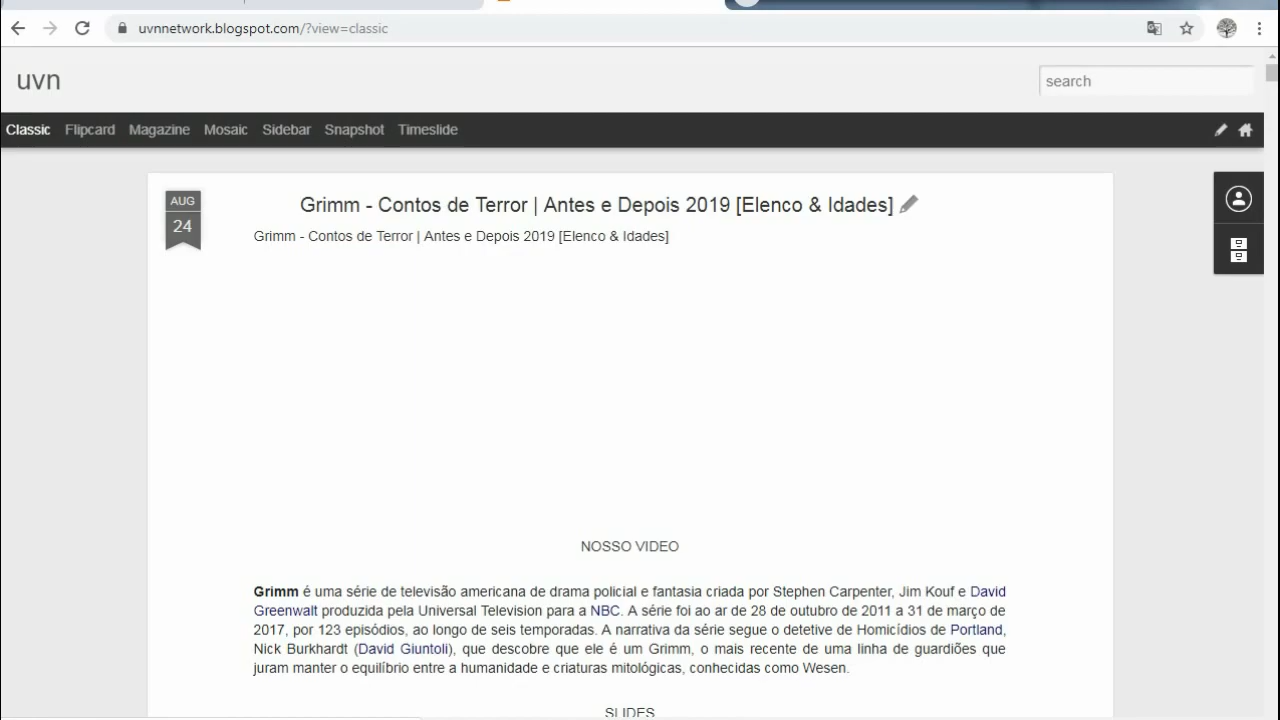 uvnnetwork.blogspot.com/?view=classic
uvn
search
Classic Flipcard Magazine Mosaic Sidebar Snapshot Timeslide
AUG
24
Grimm - Contos de Terror | Antes e Depois 2019 [Elenco & Idades]
Grimm - Contos de Terror | Antes e Depois 2019 [Elenco & Idades]
NOSSO VIDEO
Grimm é uma série de televisão americana de drama policial e fantasia criada por Stephen Carpenter, Jim Kouf e David
Greenwalt produzida pela Universal Television para a NBC. A série foi ao ar de 28 de outubro de 2011 a 31 de março de
2017, por 123 episódios, ao longo de seis temporadas. A narrativa da série segue o detetive de Homicídios de Portland,
Nick Burkhardt (David Giuntoli), que descobre que ele é um Grimm, o mais recente de uma linha de guardiões que
juram manter o equilíbrio entre a humanidade e criaturas mitológicas, conhecidas como Wesen.
SLIDES